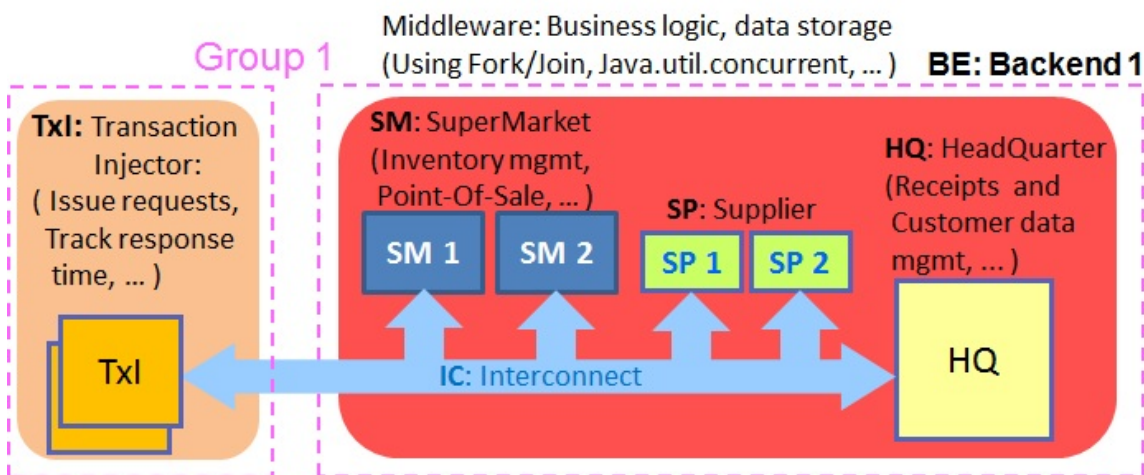 Middleware: Business logic, data storage
Group 1
(Using Fork/Join, Java.util.concurrent, ... )
BE: Backend 1
TxI: Transaction
Injector:
( Issue requests,
Track response
time, ... )
TxI
SM: SuperMarket
(Inventory mgmt,
Point-Of-Sale, ... )
SM 1
SM 2
SP: Supplier
SP 1
SP 2
HQ: HeadQuarter
(Receipts and
Customer data
mgmt, ... )
HQ
IC: Interconnect